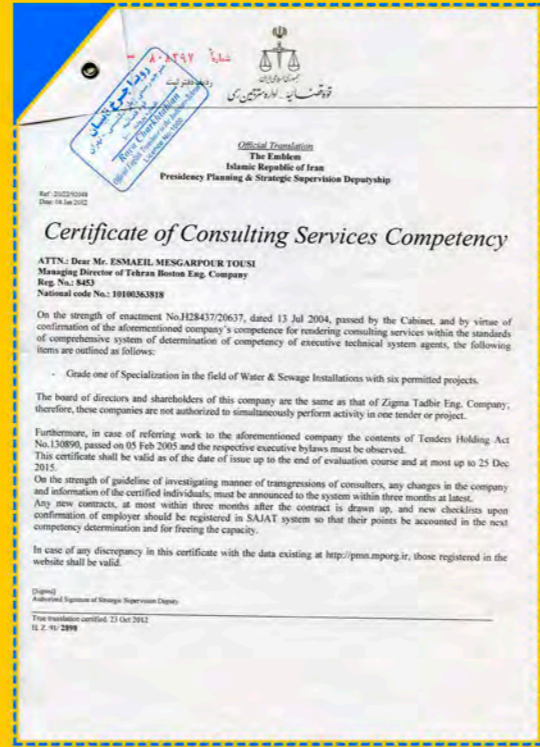 شماره ۸۰۸۲۹۷ -
ردیف دفتر ثبت
جمهوری اسلامی ایران
Official Translation
The Emblem
Islamic Republic of Iran
Presidency Planning & Strategic Supervision Deputyship
Date: 04 Jan 2012
Certificate of Consulting Services Competency
ATTN.: Dear Mr. ESMAEIL MESGARPOUR TOUSI
Managing Director of Tehran Boston Eng. Company
Reg. No.: 8453
National code No.: 10100363818
On the strength of enactment No.H28437/20637, dated 13 Jul 2004, passed by the Cabinet, and by virtue of
confirmation of the aforementioned company's competence for rendering consulting services within the standards
of comprehensive system of determination of competency of executive technical system agents, the following
items are outlined as follows:
- Grade one of Specialization in the field of Water & Sewage Installations with six permitted projects.
The board of directors and shareholders of this company are the same as that of Zigma Tadbir Eng. Company;
therefore, these companies are not authorized to simultaneously perform activity in one tender or project.
Furthermore, in case of referring work to the aforementioned company the contents of Tenders Holding Act
No.130890, passed on 05 Feb 2005 and the respective executive bylaws must be observed.
This certificate shall be valid as of the date of issue up to the end of evaluation course and at most up to 25 Dec
2015.
On the strength of guideline of investigating manner of transgressions of consulters, any changes in the company
and information of the certified individuals, must be announced to the system within three months at latest.
Any new contracts, at most within three months after the contract is drawn up, and new checklists upon
confirmation of employer should be registered in SAJAT system so that their points be accounted in the next
competency determination and for freeing the capacity.
In case of any discrepancy in this certificate with the data existing at http://pmn.mporg.ir, those registered in the
website shall be valid.
[Signed]
Authorized Signature of Strategic Supervision Deputy
True translation certified. 23 Oct 2012